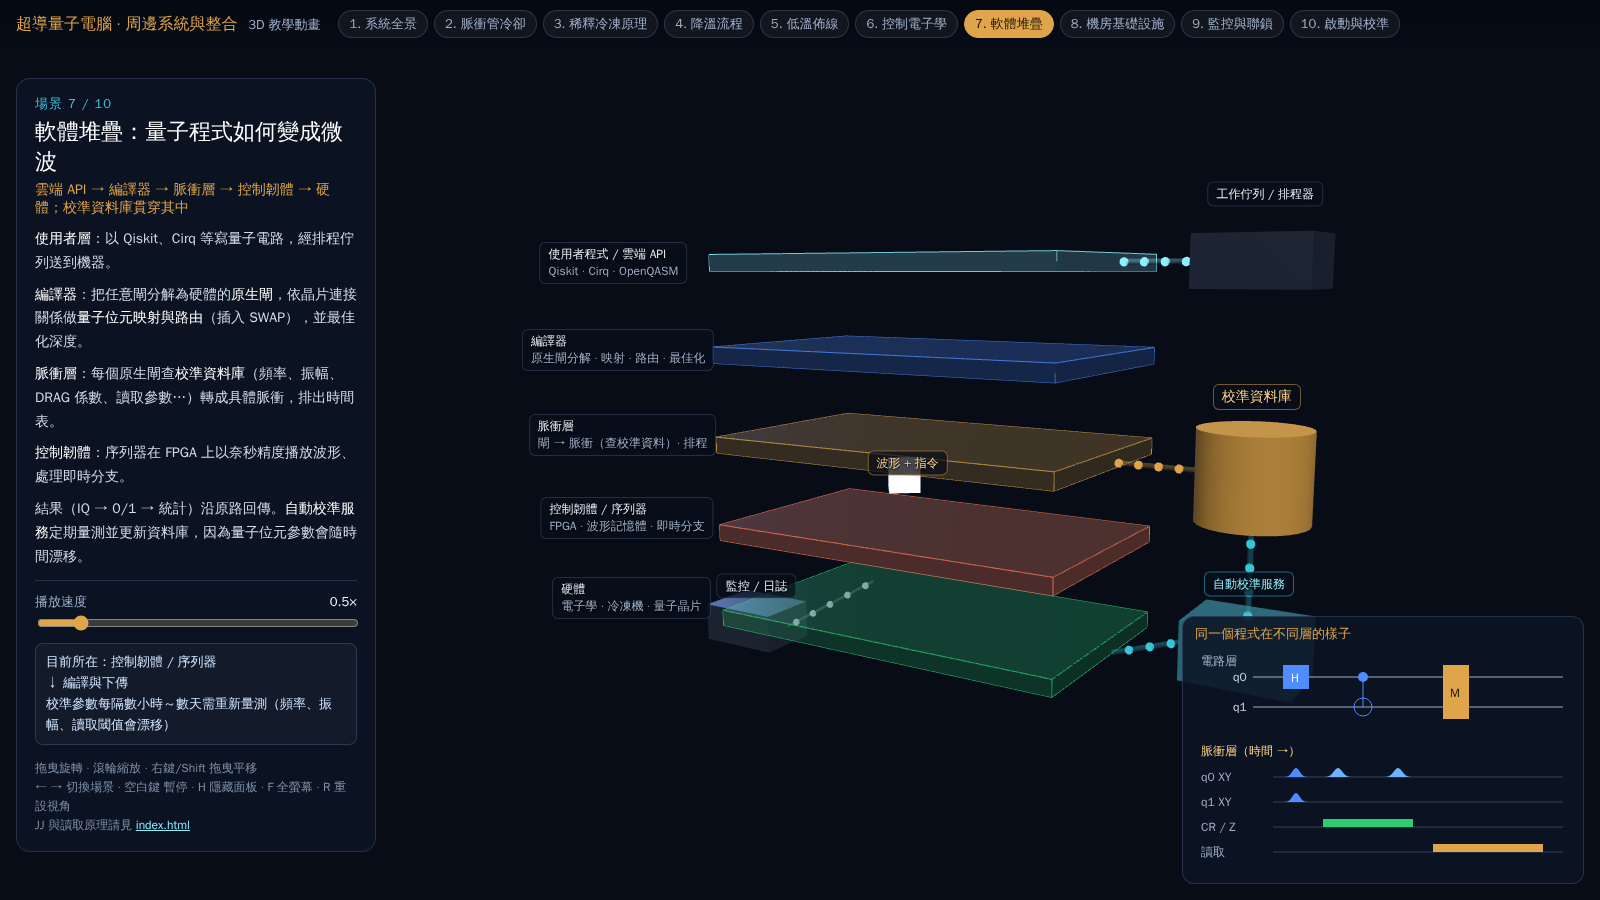 超導量子電腦 · 周邊系統與整合 3D 教學動畫
1. 系統全景
2. 脈衝管冷卻
3. 稀釋冷凍原理
4. 降溫流程
5. 低溫佈線
6. 控制電子學
7. 軟體堆疊
8. 機房基礎設施
9. 監控與聯鎖
10. 啟動與校準
場景 7 / 10
軟體堆疊：量子程式如何變成微
波
雲端 API → 編譯器 → 脈衝層 → 控制韌體 → 硬
體；校準資料庫貫穿其中
使用者層：以 Qiskit、Cirq 等寫量子電路，經排程佇
列送到機器。
編譯器：把任意閘分解為硬體的原生閘，依晶片連接
關係做量子位元映射與路由（插入 SWAP），並最佳
化深度。
脈衝層：每個原生閘查校準資料庫（頻率、振幅、
DRAG 係數、讀取參數…）轉成具體脈衝，排出時間
表。
控制韌體：序列器在 FPGA 上以奈秒精度播放波形、
處理即時分支。
結果（IQ → 0/1 → 統計）沿原路回傳。自動校準服
務定期量測並更新資料庫，因為量子位元參數會隨時
間漂移。
播放速度 0.5×
目前所在：控制韌體 / 序列器
↓ 編譯與下傳
校準參數每隔數小時～數天需重新量測（頻率、振
幅、讀取閾值會漂移）
拖曳旋轉 · 滾輪縮放 · 右鍵/Shift 拖曳平移
← → 切換場景 · 空白鍵 暫停 · H 隱藏面板 · F 全螢幕 · R 重
設視角
JJ 與讀取原理請見 index.html
工作佇列 / 排程器
使用者程式 / 雲端 API
Qiskit · Cirq · OpenQASM
編譯器
原生閘分解 · 映射 · 路由 · 最佳化
校準資料庫
脈衝層
閘 → 脈衝（查校準資料）· 排程
波形 + 指令
控制韌體 / 序列器
FPGA · 波形記憶體 · 即時分支
硬體
電子學 · 冷凍機 · 量子晶片
監控 / 日誌
自動校準服務
同一個程式在不同層的樣子
電路層
q0
H
M
q1
脈衝層（時間 →）
q0 XY
q1 XY
CR / Z
讀取